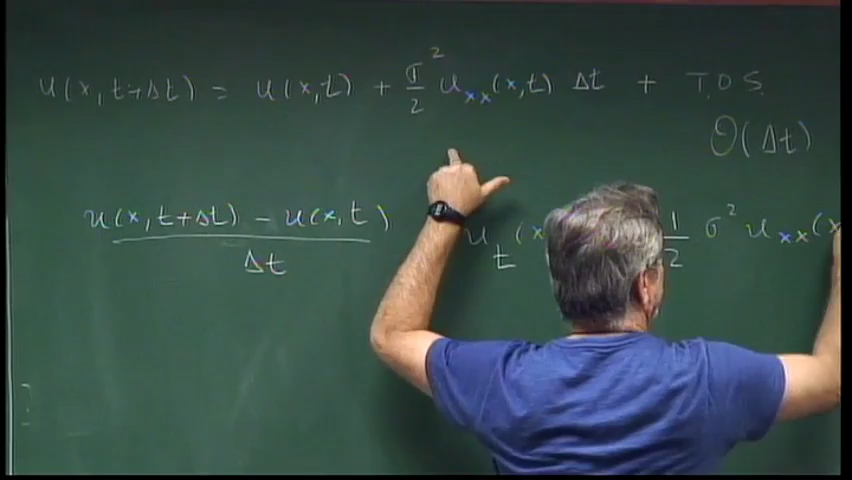 u(x, t+Δt) = u(x,t) + σ²/2 u_xx(x,t) Δt + T.O.S.
O(Δt)
u(x, t+Δt) - u(x, t) / Δt u_t (x 1/2 σ² u_xx (x